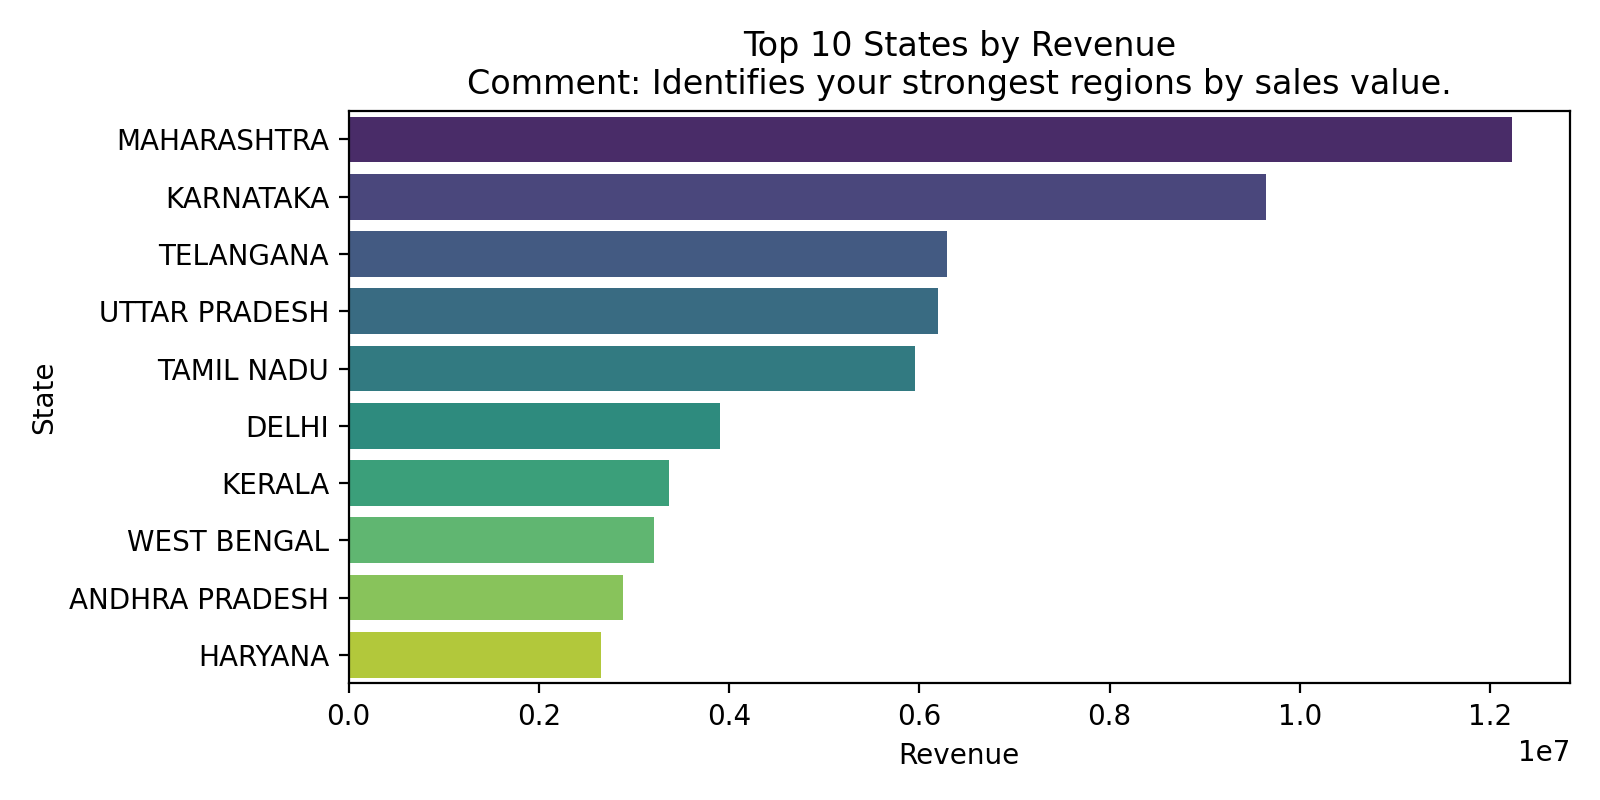 Top 10 States by Revenue
Comment: Identifies your strongest regions by sales value.
MAHARASHTRA
KARNATAKA
TELANGANA
UTTAR PRADESH
TAMIL NADU
DELHI
KERALA
WEST BENGAL
ANDHRA PRADESH
HARYANA
State
0.0 0.2 0.4 0.6 0.8 1.0 1.2
Revenue
1e7